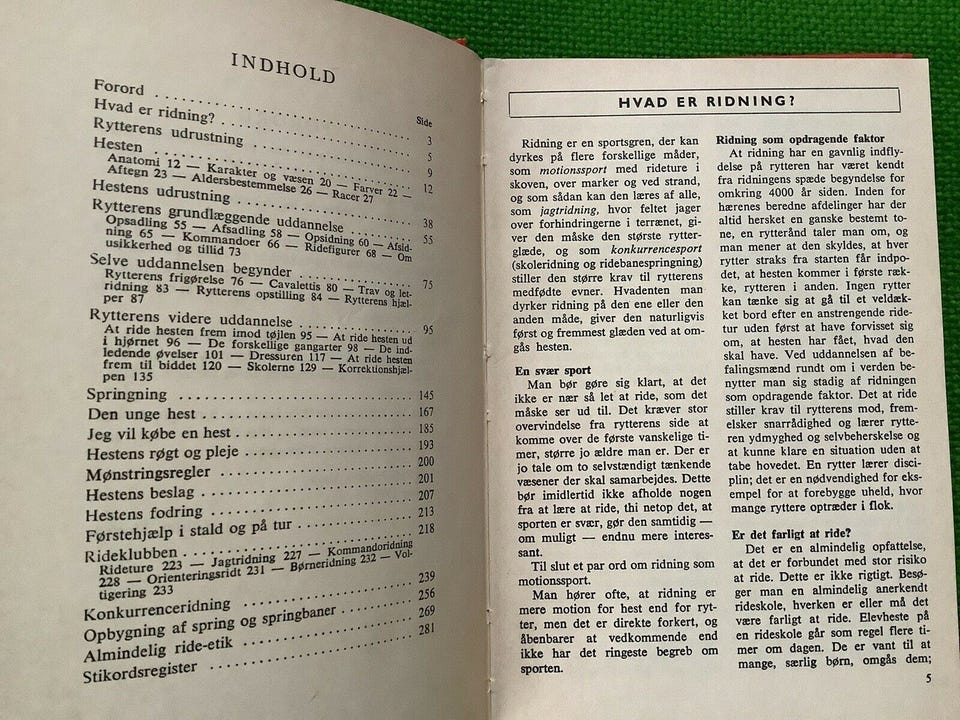 INDHOLD
Side
Forord 3
Hvad er ridning? 5
Rytterens udrustning 9
Hesten 12
Anatomi 12 — Karakter og væsen 20 — Farver 22 —
Aftegn 23 — Aldersbestemmelse 26 — Racer 27
Hestens udrustning 38
Rytterens grundlæggende uddannelse 55
Opsadling 55 — Afsadling 58 — Opsidning 60 — Afsid-
ning 65 — Kommandoer 66 — Ridefigurer 68 — Om
usikkerhed og tillid 73
Selve uddannelsen begynder 75
Rytterens frigørelse 76 — Cavalettis 80 — Trav og let-
ridning 83 — Rytterens opstilling 84 — Rytterens hjæl-
per 87
Rytterens videre uddannelse 95
At ride hesten frem imod tøjlen 95 — At ride hesten ud
i hjørnet 96 — De forskellige gangarter 98 — De ind-
ledende øvelser 101 — Dressuren 117 — At ride hesten
frem til biddet 120 — Skolerne 129 — Korrektionshjæl-
pen 135
Springning 145
Den unge hest 167
Jeg vil købe en hest 185
Hestens røgt og pleje 193
Mønstringsregler 200
Hestens beslag 201
Hestens fodring 207
Førstehjælp i stald og på tur 213
Rideklubben 218
Rideture 223 — Jagtridning 227 — Kommandoridning
228 — Orienteringsridt 231 — Børneridning 232 — Vol-
tigering 233
Konkurrenceridning 239
Opbygning af spring og springbaner 256
Almindelig ride-etik 269
Stikordsregister 281
HVAD ER RIDNING?
Ridning er en sportsgren, der kan
dyrkes på flere forskellige måder,
som motionssport med rideture i
skoven, over marker og ved strand,
og som sådan kan den læres af alle,
som jagtridning, hvor feltet jager
over forhindringerne i terrænet, gi-
ver den måske den største rytter-
glæde, og som konkurrencesport
(skoleridning og ridebanespringning)
stiller den større krav til rytterens
medfødte evner. Hvadenten man
dyrker ridning på den ene eller den
anden måde, giver den naturligvis
først og fremmest glæden ved at om-
gås hesten.
En svær sport
Man bør gøre sig klart, at det
ikke er nær så let at ride, som det
måske ser ud til. Det kræver stor
overvindelse fra rytterens side at
komme over de første vanskelige ti-
mer, større jo ældre man er. Der er
jo tale om to selvstændigt tænkende
væsener der skal samarbejdes. Dette
bør imidlertid ikke afholde nogen
fra at lære at ride, thi netop det, at
sporten er svær, gør den samtidig —
om muligt — endnu mere interes-
sant.
Til slut et par ord om ridning som
motionssport.
Man hører ofte, at ridning er
mere motion for hest end for ryt-
ter, men det er direkte forkert, og
åbenbarer at vedkommende end
ikke har det ringeste begreb om
sporten.
Ridning som opdragende faktor
At ridning har en gavnlig indfly-
delse på rytteren har været kendt
fra ridningens spæde begyndelse for
omkring 4000 år siden. Inden for
hærenes beredne afdelinger har der
altid hersket en ganske bestemt to-
ne, en rytterånd taler man om, og
man mener at den skyldes, at hver
rytter straks fra starten får indpo-
det, at hesten kommer i første ræk-
ke, rytteren i anden. Ingen rytter
kan tænke sig at gå til et veldæk-
ket bord efter en anstrengende ride-
tur uden først at have forvisset sig
om, at hesten har fået, hvad den
skal have. Ved uddannelsen af be-
falingsmænd rundt om i verden be-
nytter man sig stadig af ridningen
som opdragende faktor. Det at ride
stiller krav til rytterens mod, frem-
elsker snarrådighed og lærer rytte-
ren ydmyghed og selvbeherskelse og
at kunne klare en situation uden at
tabe hovedet. En rytter lærer disci-
plin; det er en nødvendighed for eks-
empel for at forebygge uheld, hvor
mange ryttere optræder i flok.
Er det farligt at ride?
Det er en almindelig opfattelse,
at det er forbundet med stor risiko
at ride. Dette er ikke rigtigt. Besø-
ger man en almindelig anerkendt
rideskole, hverken er eller må det
være farligt at ride. Elevheste på
en rideskole går som regel flere ti-
mer om dagen. De er vant til at
mange, særlig børn, omgås dem;
5